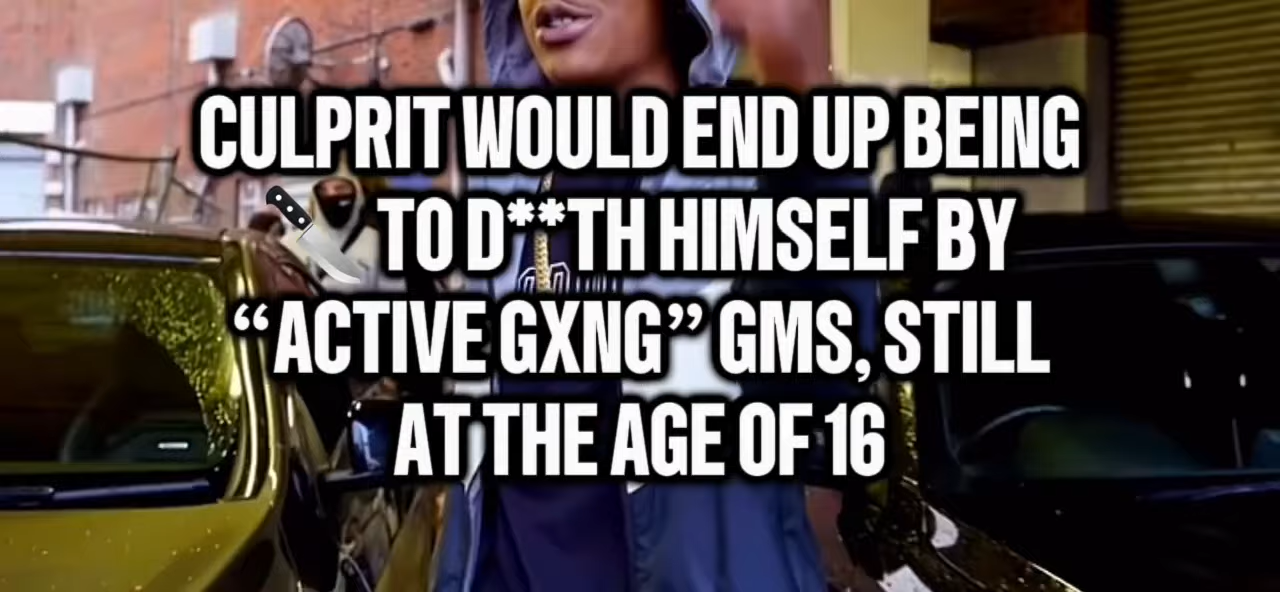 CULPRIT WOULD END UP BEING
🔪 TO D**TH HIMSELF BY
“ACTIVE GXNG” GMS, STILL
AT THE AGE OF 16